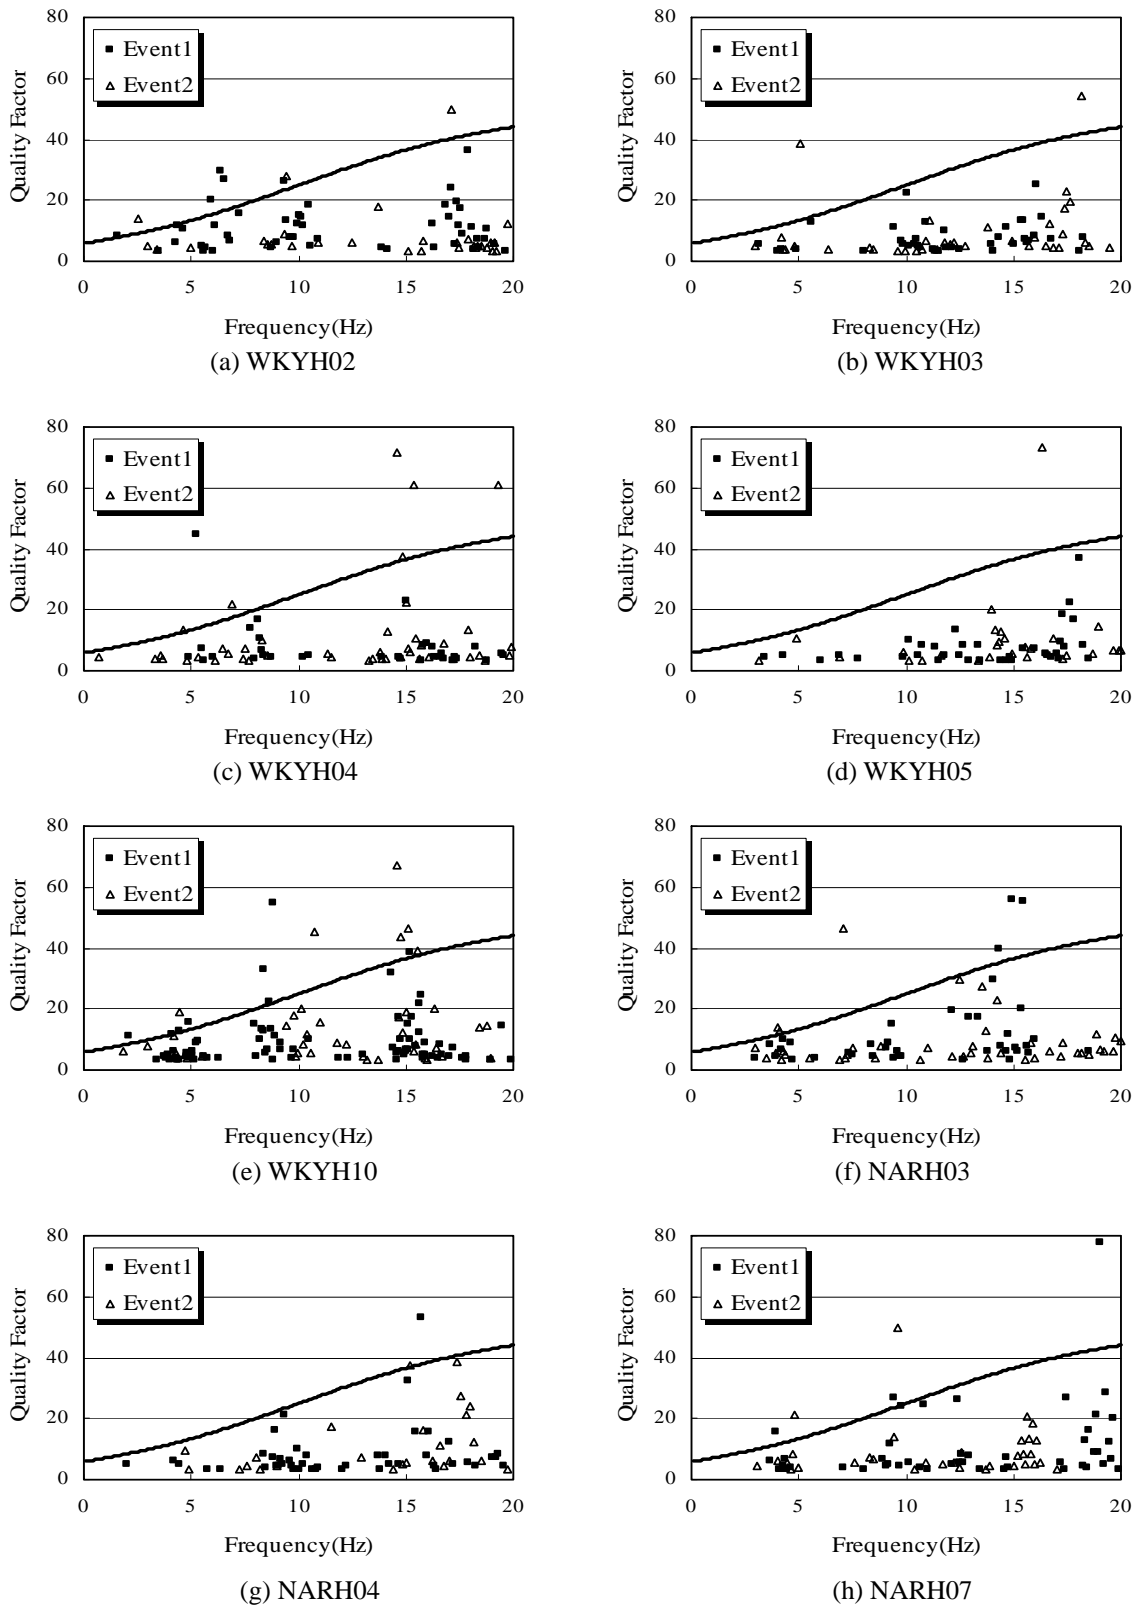 80
60
40
20
0
Quality Factor
Event1
Event2
0 5 10 15 20
Frequency(Hz)
(a) WKYH02
80
60
40
20
0
Quality Factor
Event1
Event2
0 5 10 15 20
Frequency(Hz)
(b) WKYH03
80
60
40
20
0
Quality Factor
Event1
Event2
0 5 10 15 20
Frequency(Hz)
(c) WKYH04
80
60
40
20
0
Quality Factor
Event1
Event2
0 5 10 15 20
Frequency(Hz)
(d) WKYH05
80
60
40
20
0
Quality Factor
Event1
Event2
0 5 10 15 20
Frequency(Hz)
(e) WKYH10
80
60
40
20
0
Quality Factor
Event1
Event2
0 5 10 15 20
Frequency(Hz)
(f) NARH03
80
60
40
20
0
Quality Factor
Event1
Event2
0 5 10 15 20
Frequency(Hz)
(g) NARH04
80
60
40
20
0
Quality Factor
Event1
Event2
0 5 10 15 20
Frequency(Hz)
(h) NARH07